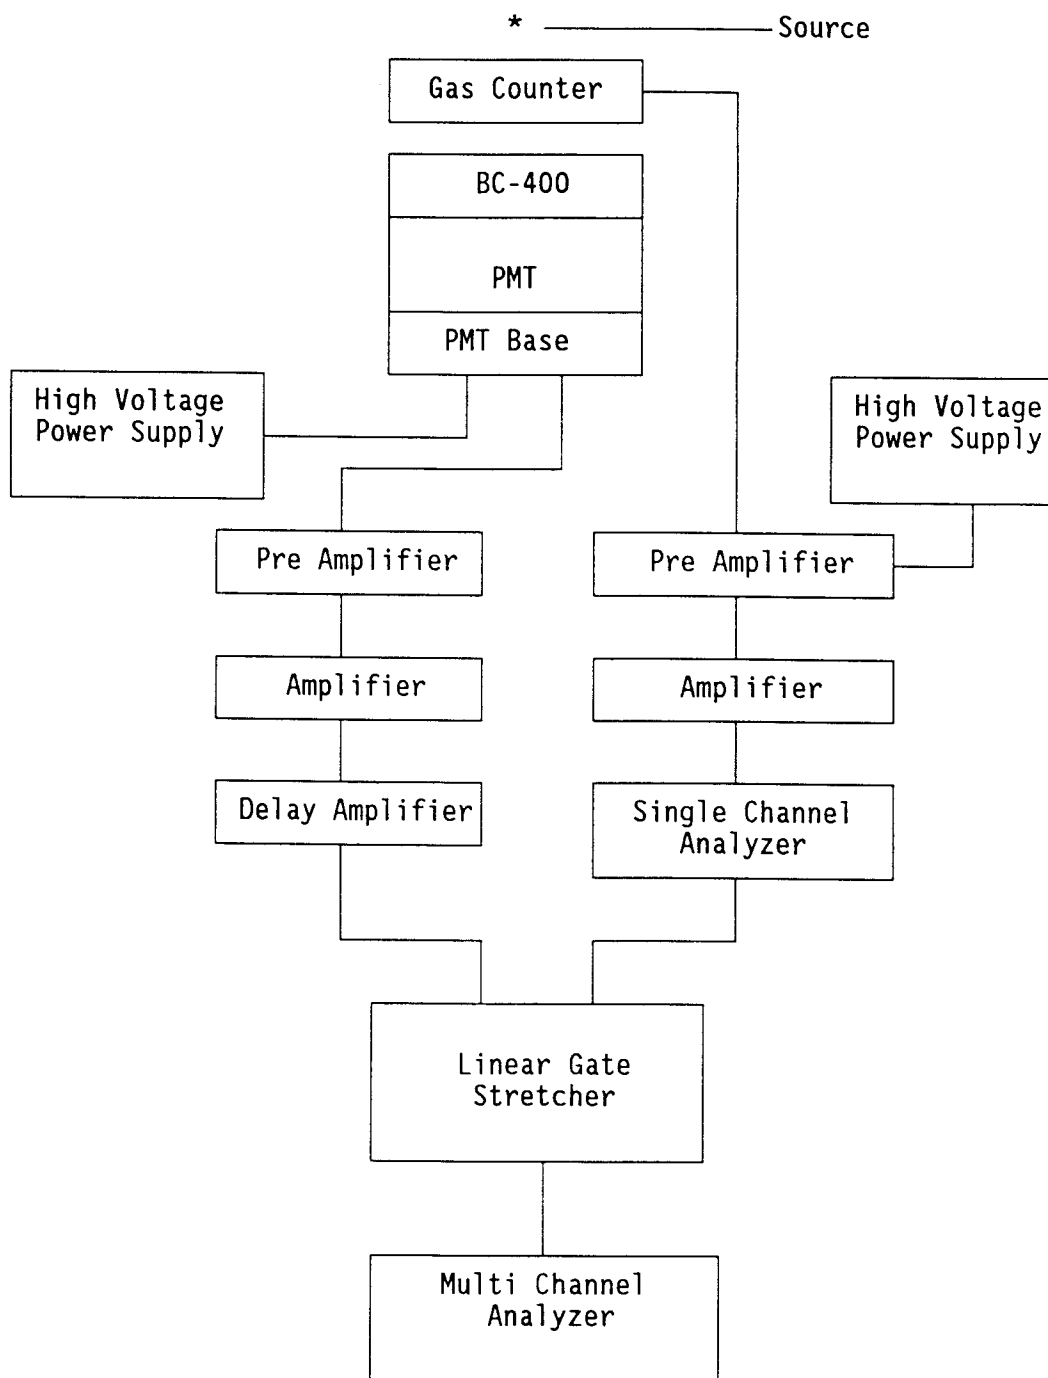 * Source
Gas Counter
BC-400
PMT
PMT Base
High Voltage
Power Supply
High Voltage
Power Supply
Pre Amplifier
Pre Amplifier
Amplifier
Amplifier
Delay Amplifier
Single Channel
Analyzer
Linear Gate
Stretcher
Multi Channel
Analyzer